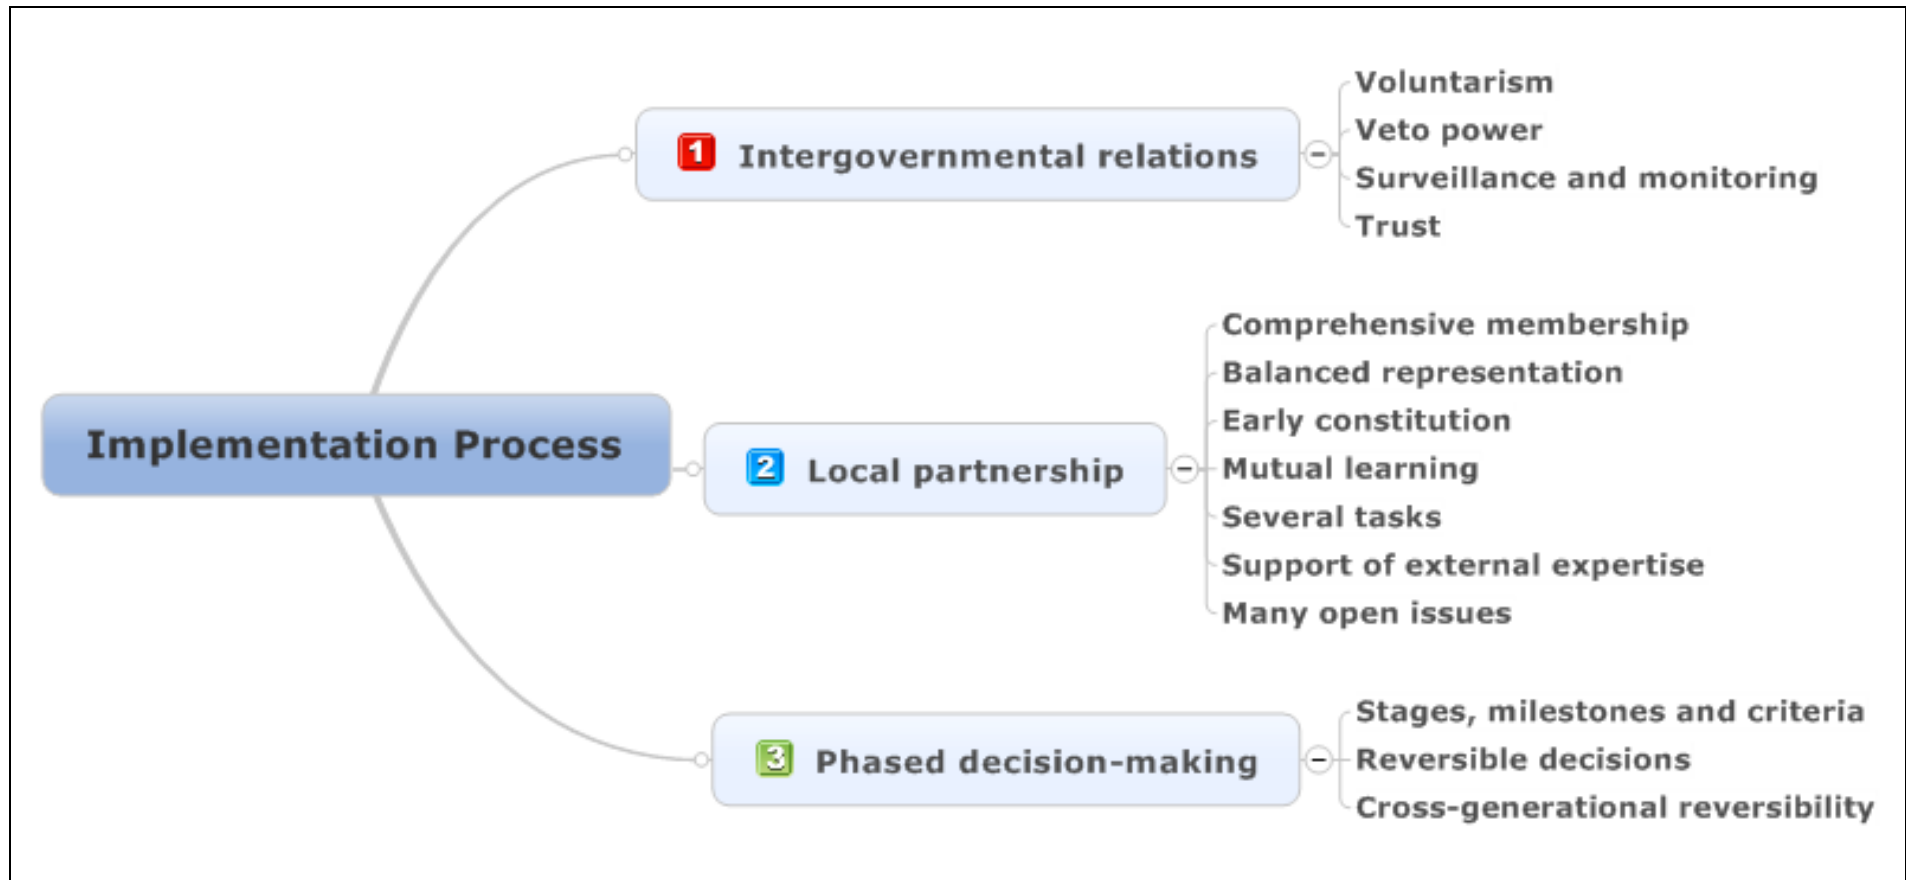 Implementation Process
1 Intergovernmental relations
Voluntarism
Veto power
Surveillance and monitoring
Trust
2 Local partnership
Comprehensive membership
Balanced representation
Early constitution
Mutual learning
Several tasks
Support of external expertise
Many open issues
3 Phased decision-making
Stages, milestones and criteria
Reversible decisions
Cross-generational reversibility